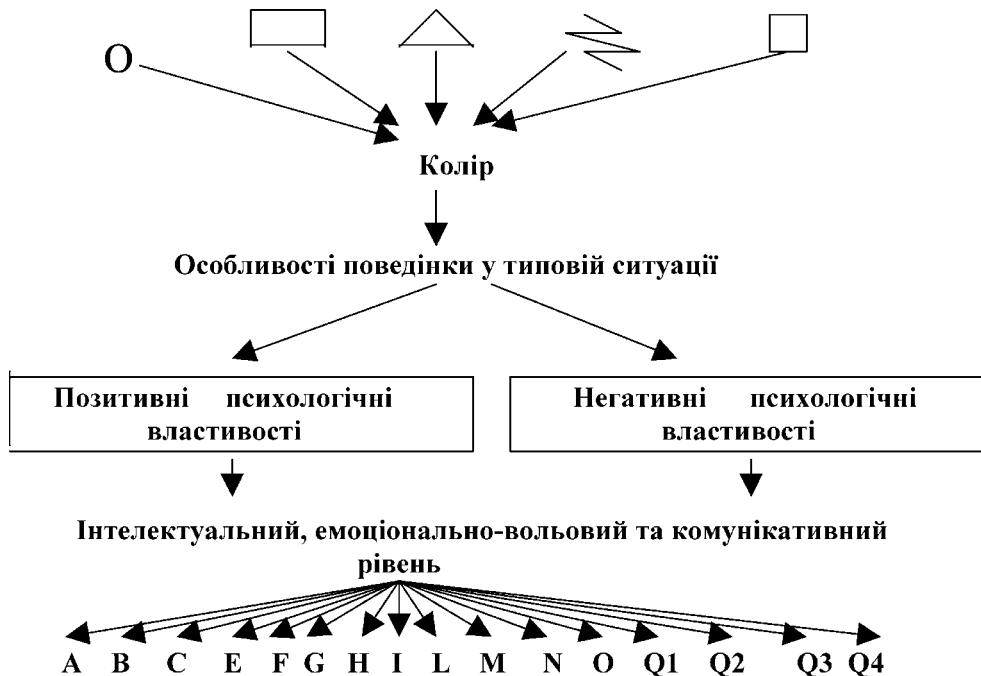 О
Колір
Особливості поведінки у типовій ситуації
Позитивні психологічні
властивості
Негативні психологічні
властивості
Інтелектуальний, емоціонально-вольовий та комунікативний
рівень
A B C E F G H I L M N O Q1 Q2 Q3 Q4